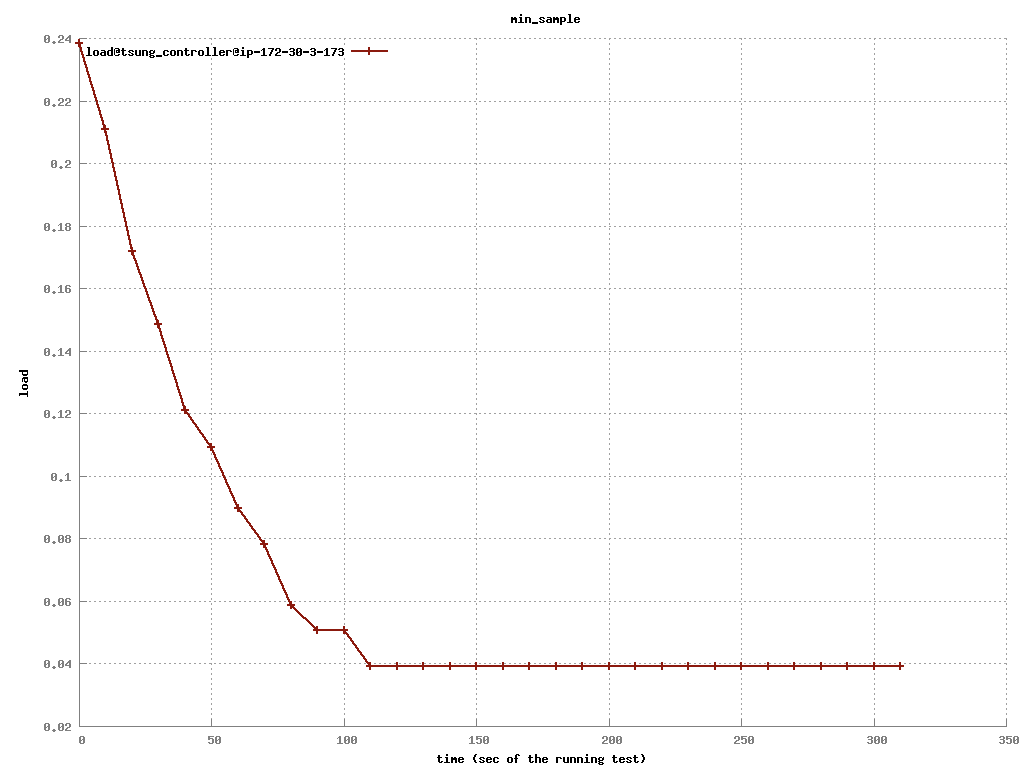 min_sample
load@tsung_controller@ip-172-30-3-173
0.24
0.22
0.2
0.18
0.16
0.14
0.12
0.1
0.08
0.06
0.04
0.02
load
0 50 100 150 200 250 300 350
time (sec of the running test)